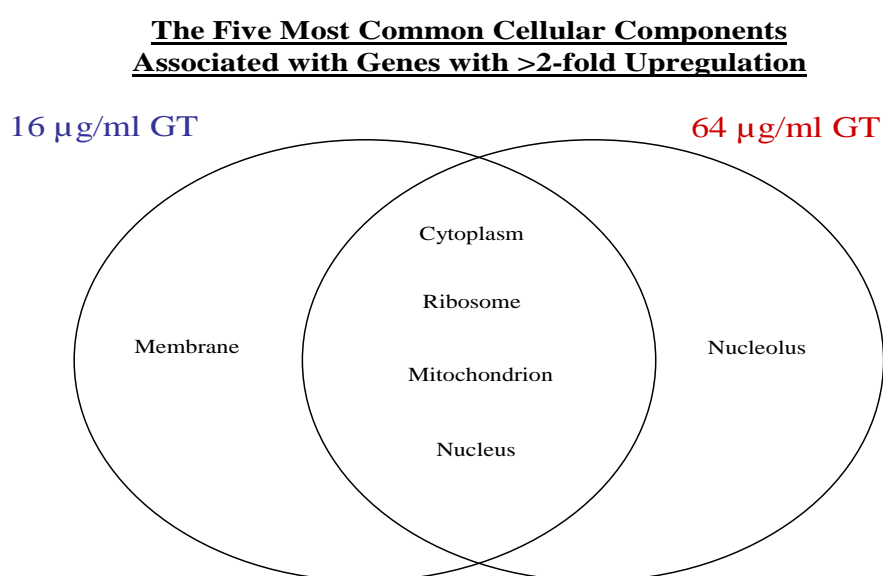 The Five Most Common Cellular Components
Associated with Genes with >2-fold Upregulation
16 µg/ml GT
64 µg/ml GT
Cytoplasm
Ribosome
Membrane
Nucleolus
Mitochondrion
Nucleus